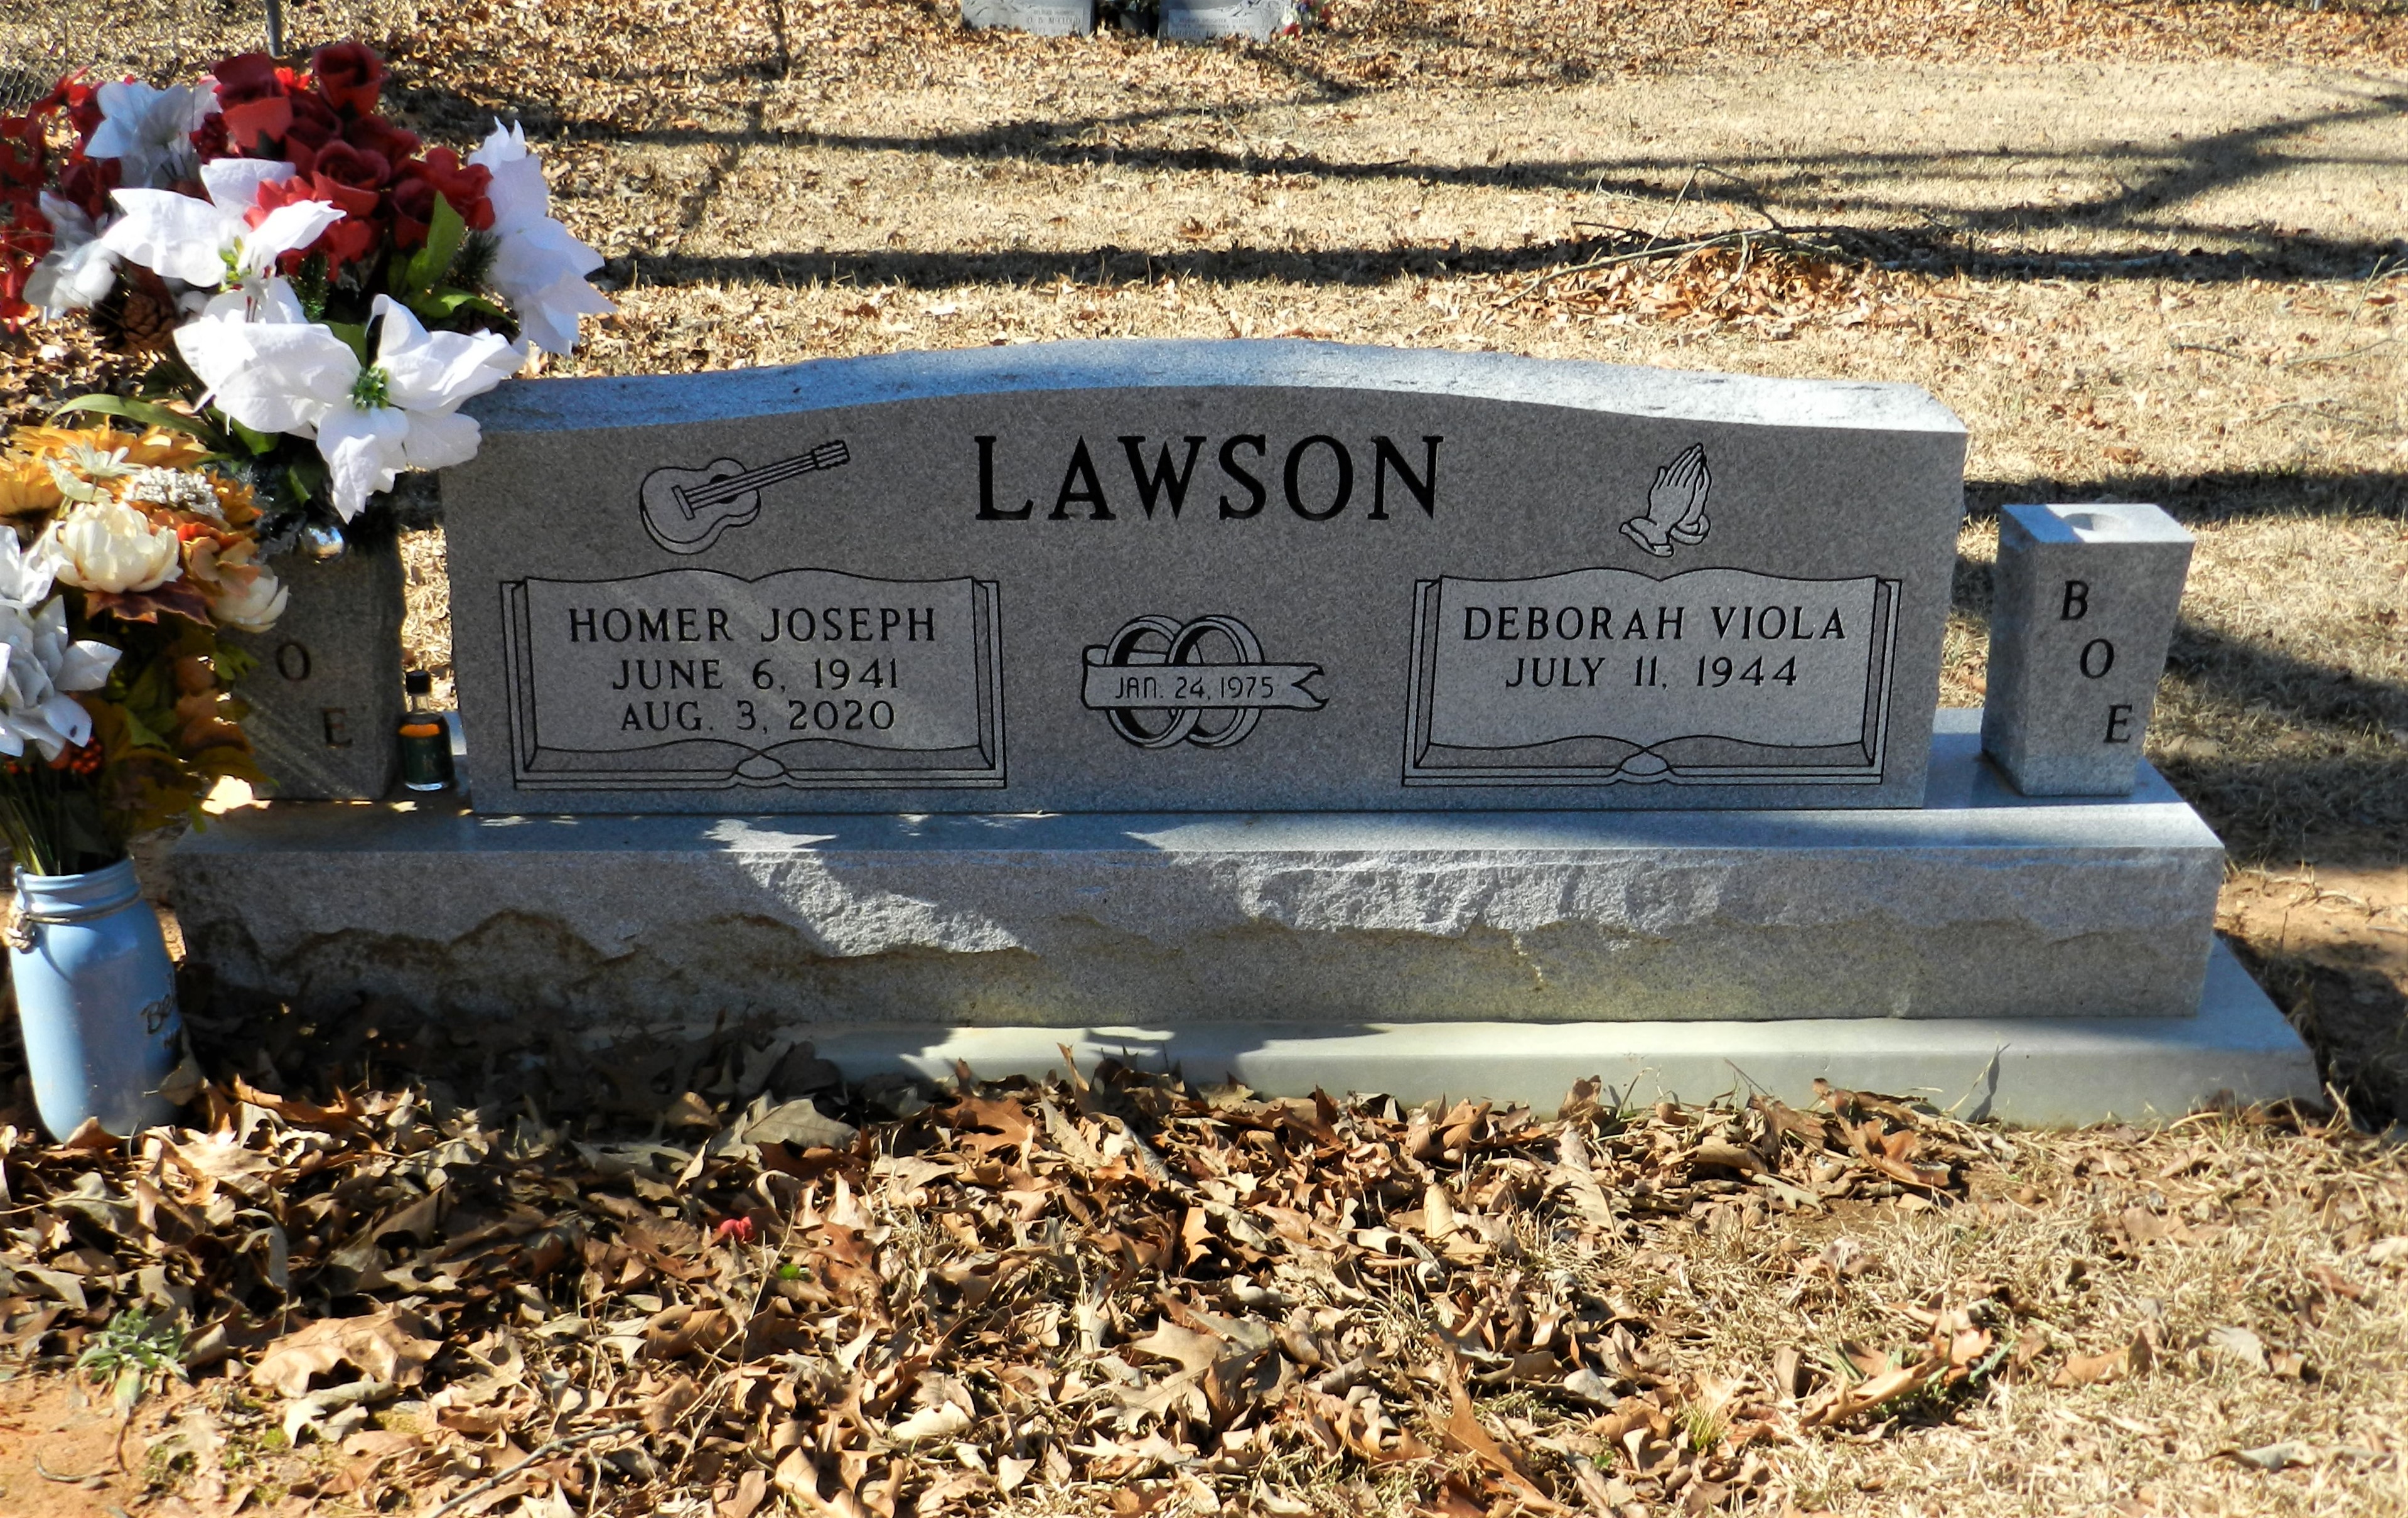 LAWSON
HOMER JOSEPH
JUNE 6, 1941
AUG. 3, 2020
JAN. 24, 1975
DEBORAH VIOLA
JULY 11, 1944
O
E
B
O
E